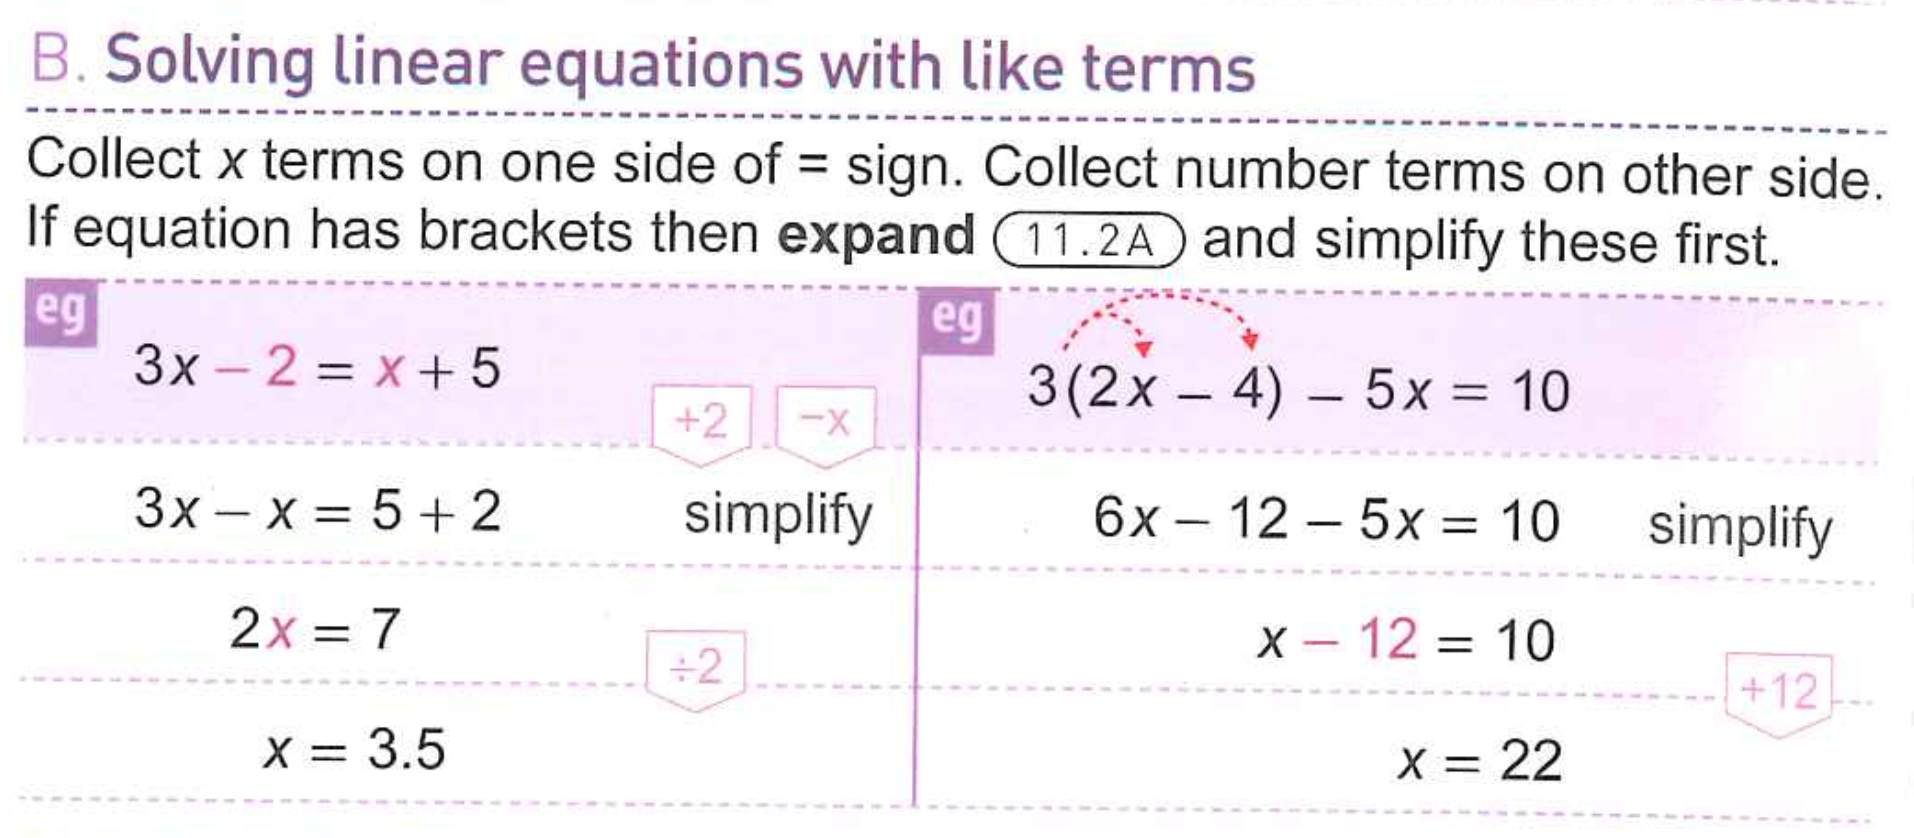 B. Solving linear equations with like terms
Collect x terms on one side of = sign. Collect number terms on other side.
If equation has brackets then expand 11.2A and simplify these first.
eg
3x – 2 = x + 5
+2 –x
3x – x = 5 + 2 simplify
2x = 7
÷2
x = 3.5
eg
3(2x – 4) – 5x = 10
6x – 12 – 5x = 10 simplify
x – 12 = 10
+12
x = 22